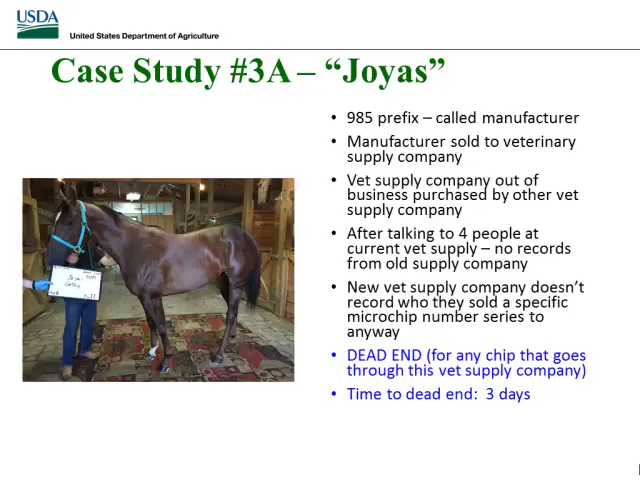 USDA
United States Department of Agriculture
Case Study #3A – “Joyas”
• 985 prefix – called manufacturer
• Manufacturer sold to veterinary
supply company
• Vet supply company out of
business purchased by other vet
supply company
• After talking to 4 people at
current vet supply – no records
from old supply company
• New vet supply company doesn’t
record who they sold a specific
microchip number series to
anyway
• DEAD END (for any chip that goes
through this vet supply company)
• Time to dead end:  3 days